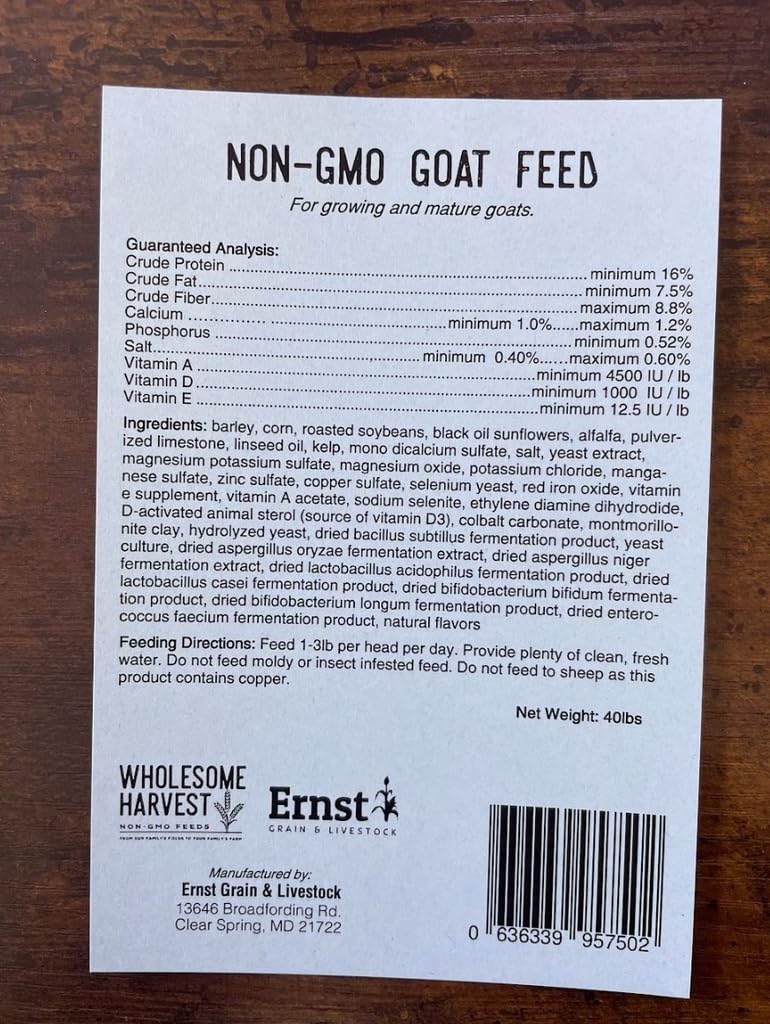 NON-GMO GOAT FEED
For growing and mature goats.
Guaranteed Analysis:
Crude Protein ........................ minimum 16%
Crude Fat........................ minimum 7.5%
Crude Fiber........................ maximum 8.8%
Calcium ........................minimum 1.0%......maximum 1.2%
Phosphorus ........................ minimum 0.52%
Salt........................ minimum 0.40%......maximum 0.60%
Vitamin A ........................minimum 4500 IU / lb
Vitamin D ........................minimum 1000 IU / lb
Vitamin E ........................minimum 12.5 IU / lb
Ingredients: barley, corn, roasted soybeans, black oil sunflowers, alfalfa, pulver-
ized limestone, linseed oil, kelp, mono dicalcium sulfate, salt, yeast extract,
magnesium potassium sulfate, magnesium oxide, potassium chloride, manga-
nese sulfate, zinc sulfate, copper sulfate, selenium yeast, red iron oxide, vitamin
e supplement, vitamin A acetate, sodium selenite, ethylene diamine dihydrodide,
D-activated animal sterol (source of vitamin D3), colbalt carbonate, montmorillo-
nite clay, hydrolyzed yeast, dried bacillus subtillus fermentation product, yeast
culture, dried aspergillus oryzae fermentation extract, dried aspergillus niger
fermentation extract, dried lactobacillus acidophilus fermentation product, dried
lactobacillus casei fermentation product, dried bifidobacterium bifidum fermenta-
tion product, dried bifidobacterium longum fermentation product, dried entero-
coccus faecium fermentation product, natural flavors
Feeding Directions: Feed 1-3lb per head per day. Provide plenty of clean, fresh
water. Do not feed moldy or insect infested feed. Do not feed to sheep as this
product contains copper.
Net Weight: 40lbs
WHOLESOME
HARVEST
NON-GMO FEEDS
FROM OUR FAMILY'S FIELDS TO YOUR FAMILY'S FARM
Ernst
GRAIN & LIVESTOCK
Manufactured by:
Ernst Grain & Livestock
13646 Broadfording Rd.
Clear Spring, MD 21722
0 636339 957502